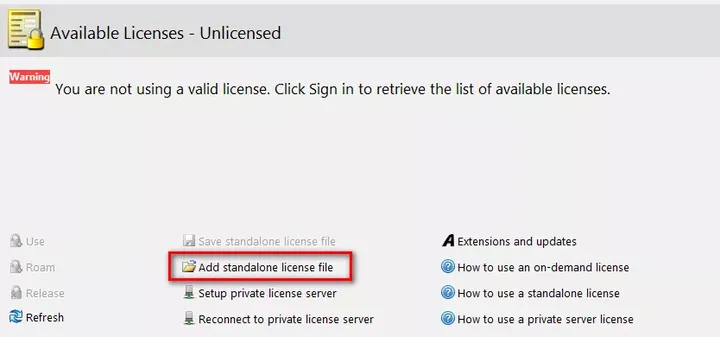 Available Licenses - Unlicensed
Warning
You are not using a valid license. Click Sign in to retrieve the list of available licenses.
Use
Save standalone license file
Extensions and updates
Roam
Add standalone license file
How to use an on-demand license
Release
Setup private license server
How to use a standalone license
Refresh
Reconnect to private license server
How to use a private server license